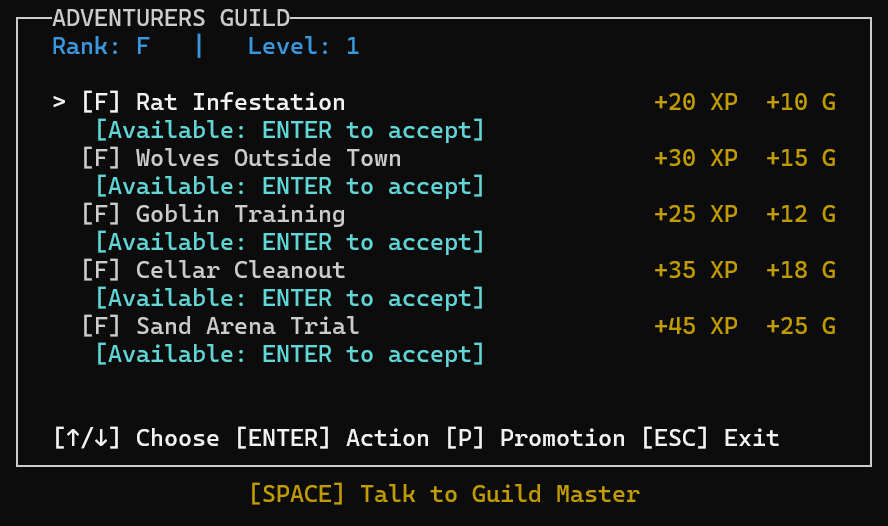 ADVENTURERS GUILD
Rank: F | Level: 1
> [F] Rat Infestation +20 XP +10 G
[Available: ENTER to accept]
[F] Wolves Outside Town +30 XP +15 G
[Available: ENTER to accept]
[F] Goblin Training +25 XP +12 G
[Available: ENTER to accept]
[F] Cellar Cleanout +35 XP +18 G
[Available: ENTER to accept]
[F] Sand Arena Trial +45 XP +25 G
[Available: ENTER to accept]
[↑/↓] Choose [ENTER] Action [P] Promotion [ESC] Exit
[SPACE] Talk to Guild Master